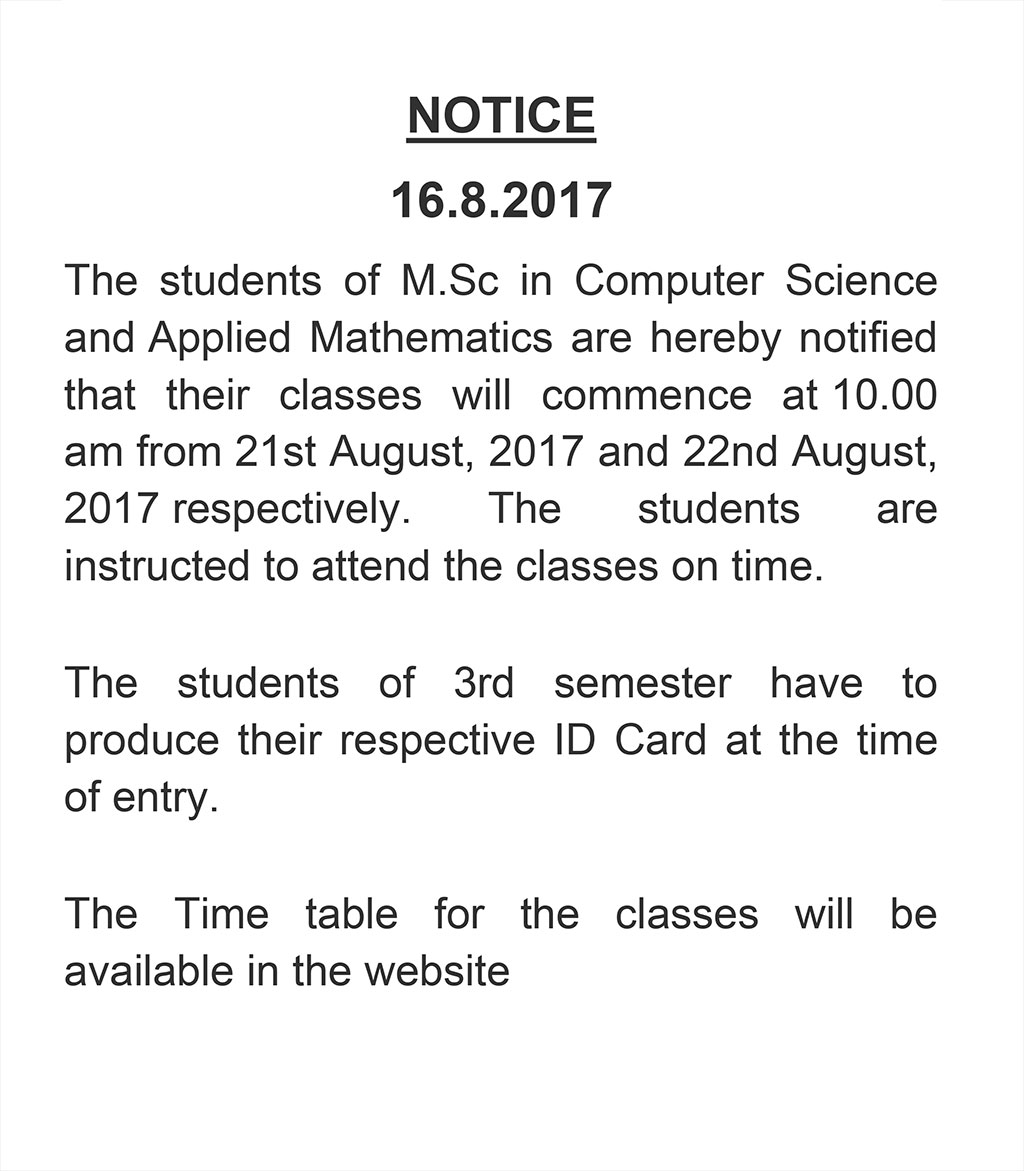 NOTICE
16.8.2017
The students of M.Sc in Computer Science
and Applied Mathematics are hereby notified
that their classes will commence at 10.00
am from 21st August, 2017 and 22nd August,
2017 respectively. The students are
instructed to attend the classes on time.
The students of 3rd semester have to
produce their respective ID Card at the time
of entry.
The Time table for the classes will be
available in the website